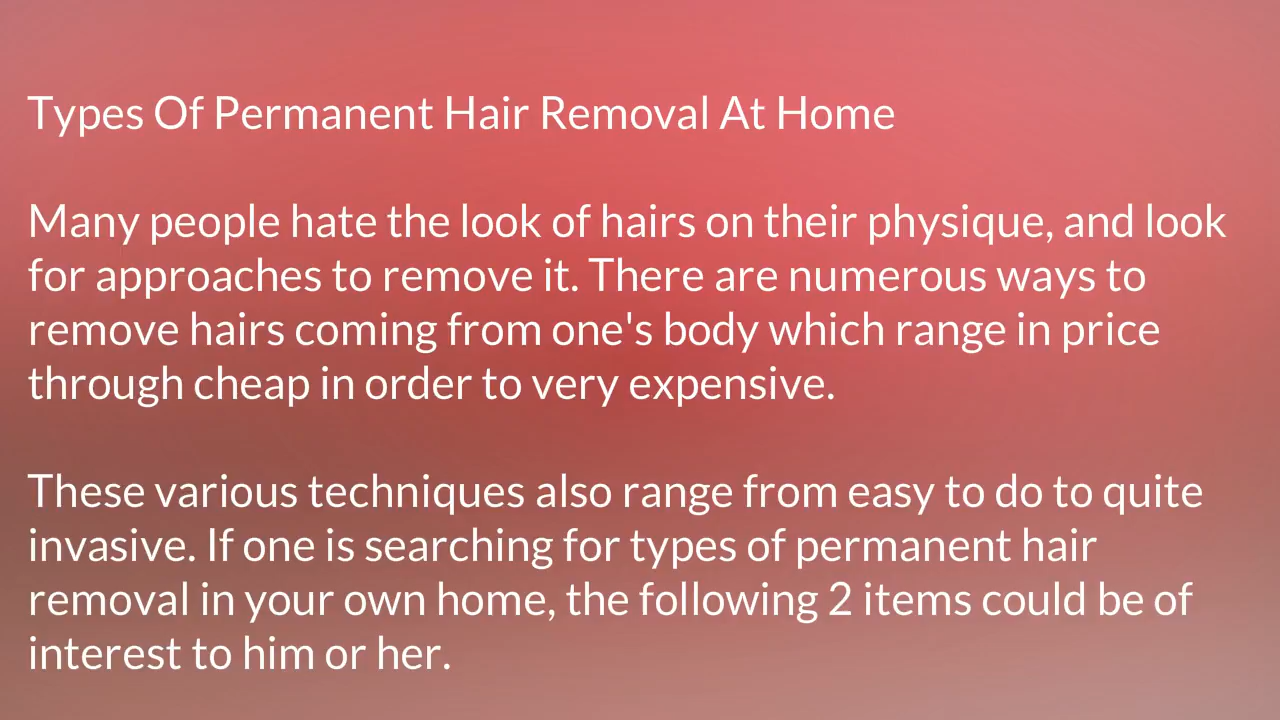 Types Of Permanent Hair Removal At Home
Many people hate the look of hairs on their physique, and look
for approaches to remove it. There are numerous ways to
remove hairs coming from one's body which range in price
through cheap in order to very expensive.
These various techniques also range from easy to do to quite
invasive. If one is searching for types of permanent hair
removal in your own home, the following 2 items could be of
interest to him or her.